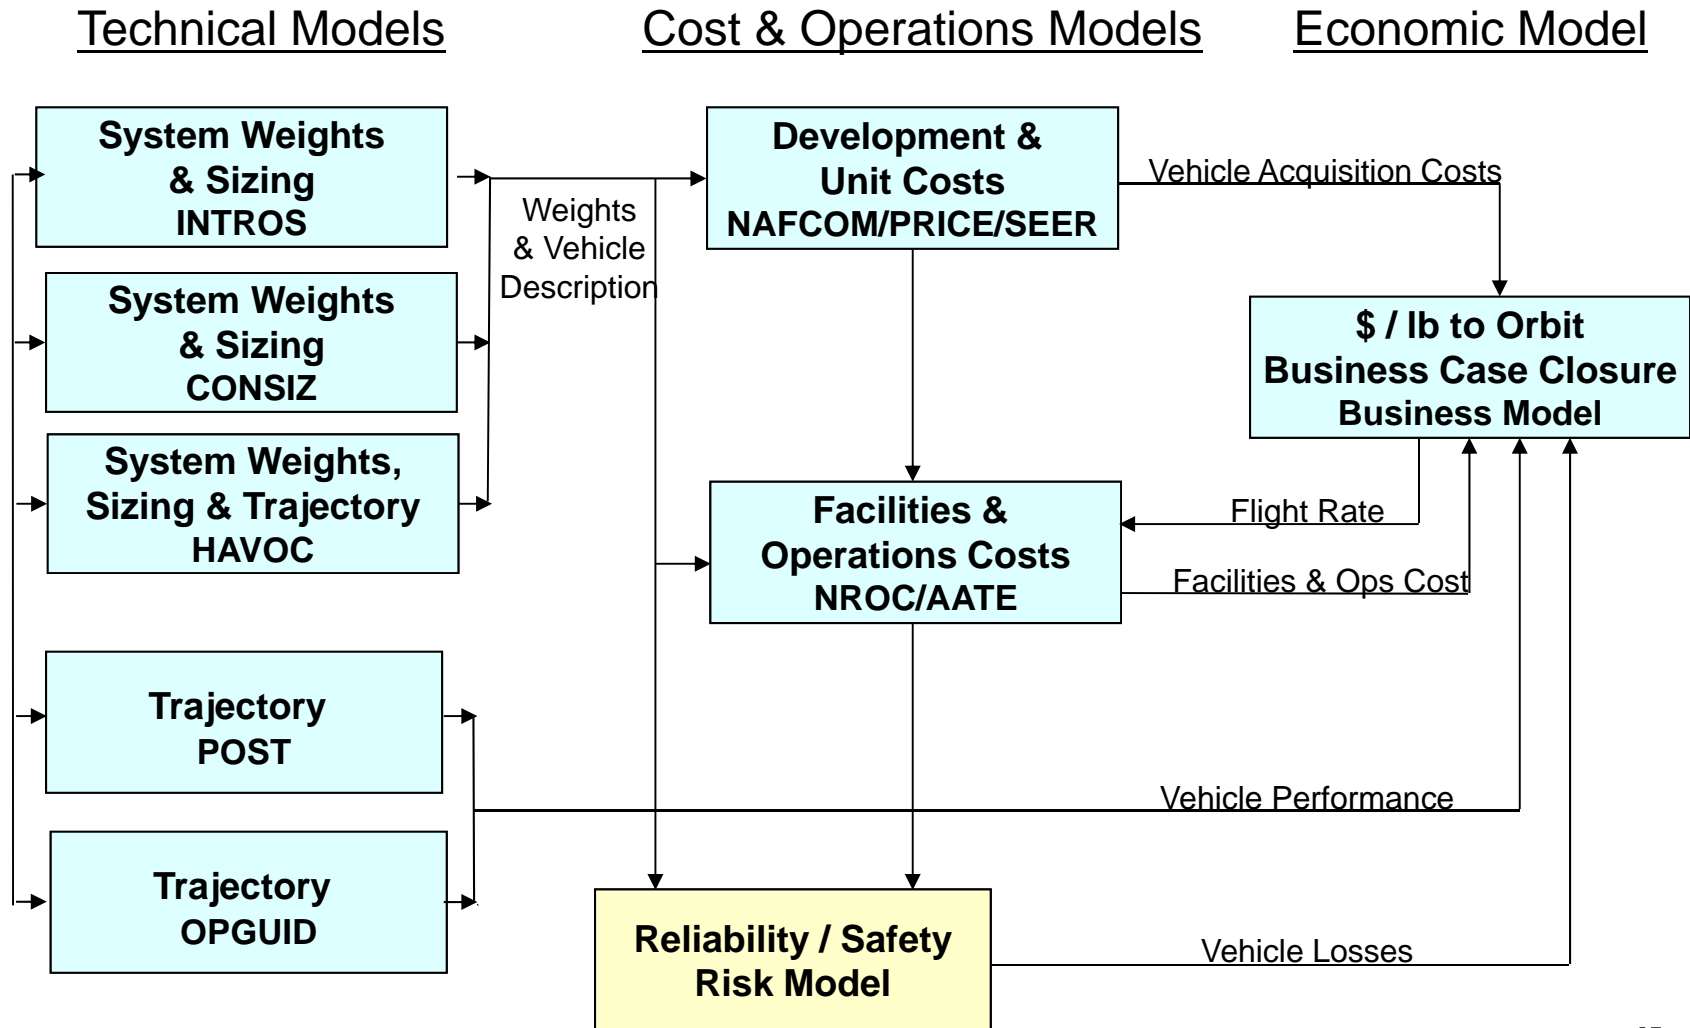 Technical Models
Cost & Operations Models
Economic Model
System Weights
& Sizing
INTROS
System Weights
& Sizing
CONSIZ
System Weights,
Sizing & Trajectory
HAVOC
Trajectory
POST
Trajectory
OPGUID
Weights
& Vehicle
Description
Development &
Unit Costs
NAFCOM/PRICE/SEER
Facilities &
Operations Costs
NROC/AATE
Reliability / Safety
Risk Model
Vehicle Acquisition Costs
$ / lb to Orbit
Business Case Closure
Business Model
Flight Rate
Facilities & Ops Cost
Vehicle Performance
Vehicle Losses